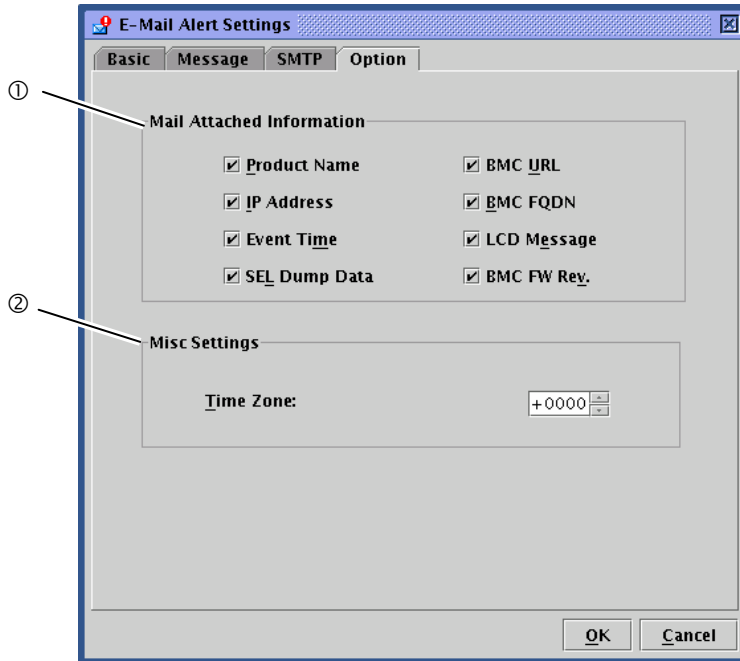 E-Mail Alert Settings
Basic Message SMTP Option
①
Mail Attached Information
Product Name BMC URL
IP Address BMC FQDN
Event Time LCD Message
SEL Dump Data BMC FW Rev.
②
Misc Settings
Time Zone: +0000
OK Cancel